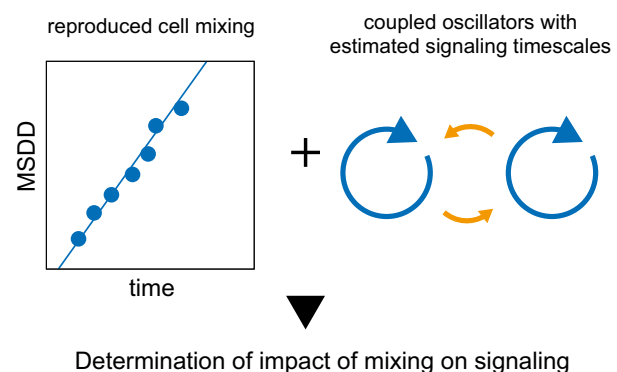 reproduced cell mixing
coupled oscillators with
estimated signaling timescales
MSDD
+
time
Determination of impact of mixing on signaling